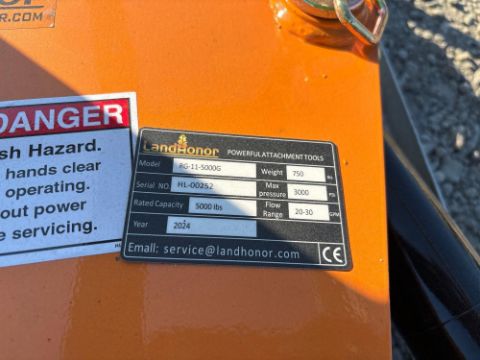 OR.COM
DANGER
sh Hazard.
hands clear
operating.
out power
e servicing.
LandHonor POWERFUL ATTACHMENT TOOLS
Model RG-11-5000G Weight 750 lbs
Serial NO. HL-00252 Max pressure 3000 PSI
Rated Capacity 5000 lbs Flow Range 20-30 GPM
Year 2024
Email: service@landhonor.com CE